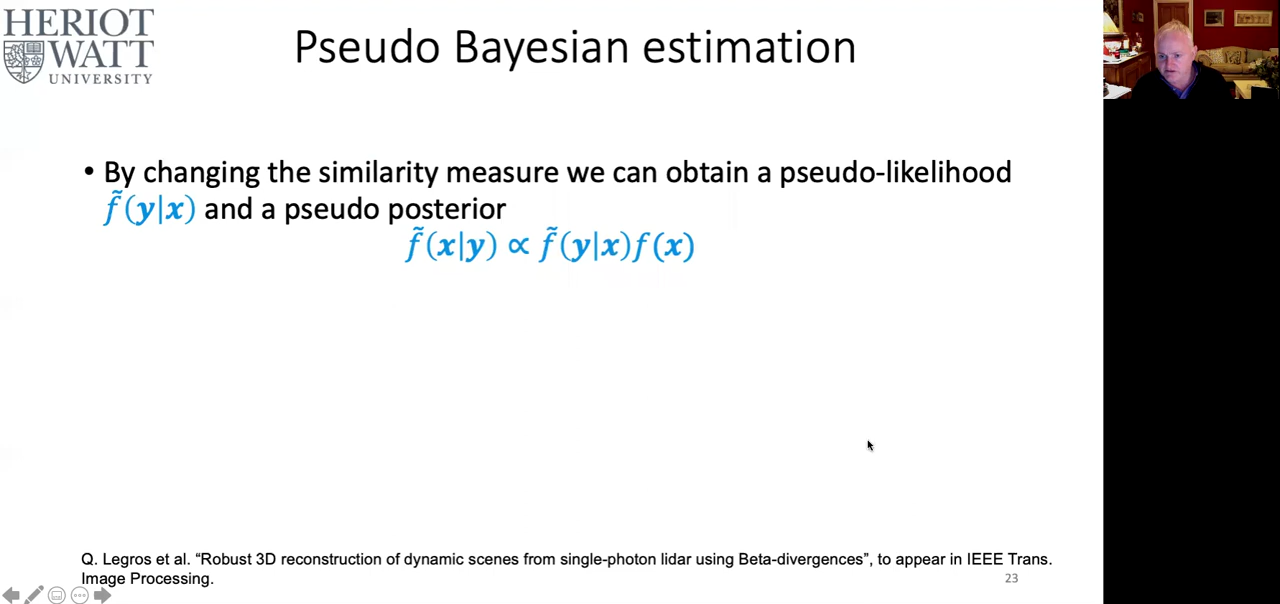 HERIOT
WATT
UNIVERSITY
Pseudo Bayesian estimation
• By changing the similarity measure we can obtain a pseudo-likelihood
f̃(y|x) and a pseudo posterior
f̃(x|y) ∝ f̃(y|x)f(x)
Q. Legros et al. “Robust 3D reconstruction of dynamic scenes from single-photon lidar using Beta-divergences”, to appear in IEEE Trans.
Image Processing.
23